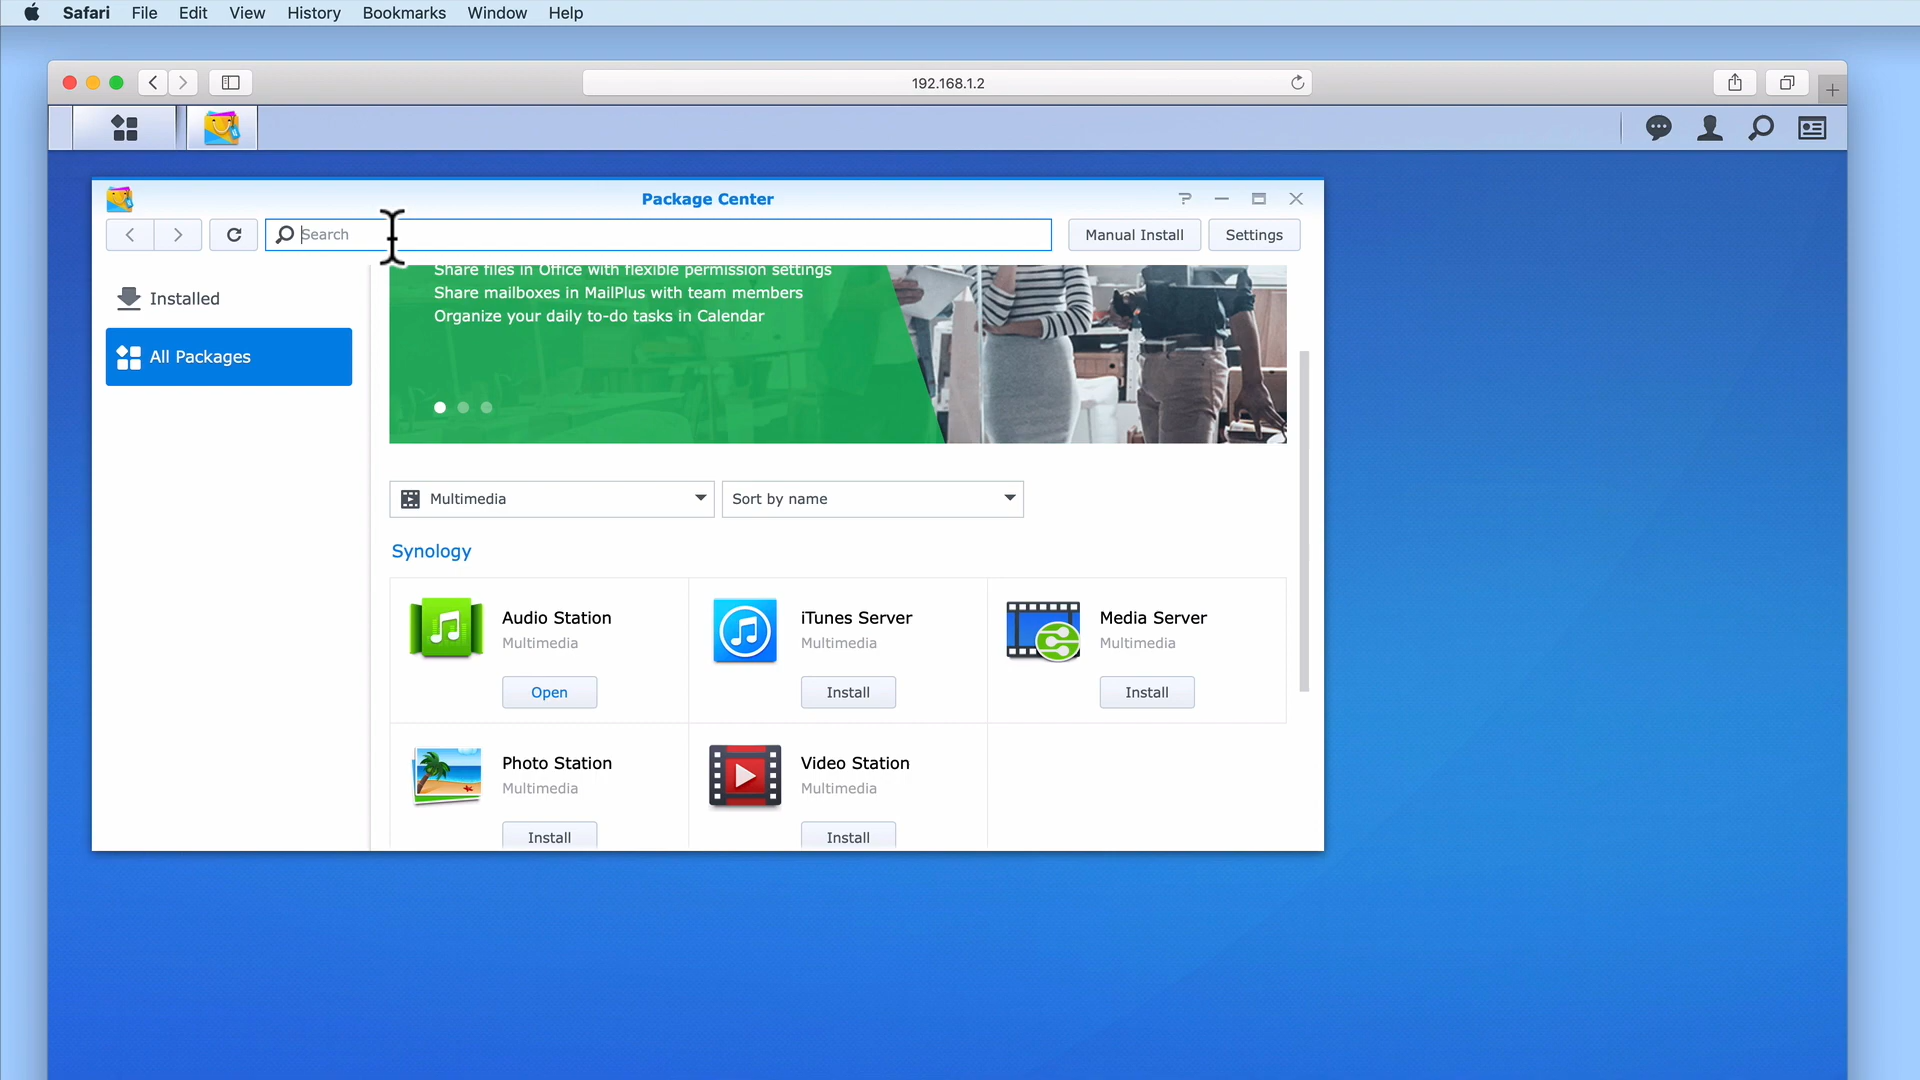 Safari File Edit View History Bookmarks Window Help
192.168.1.2
Package Center
Search
Manual Install
Settings
Installed
All Packages
Share files in Office with flexible permission settings
Share mailboxes in MailPlus with team members
Organize your daily to-do tasks in Calendar
Multimedia
Sort by name
Synology
Audio Station
Multimedia
Open
iTunes Server
Multimedia
Install
Media Server
Multimedia
Install
Photo Station
Multimedia
Install
Video Station
Multimedia
Install